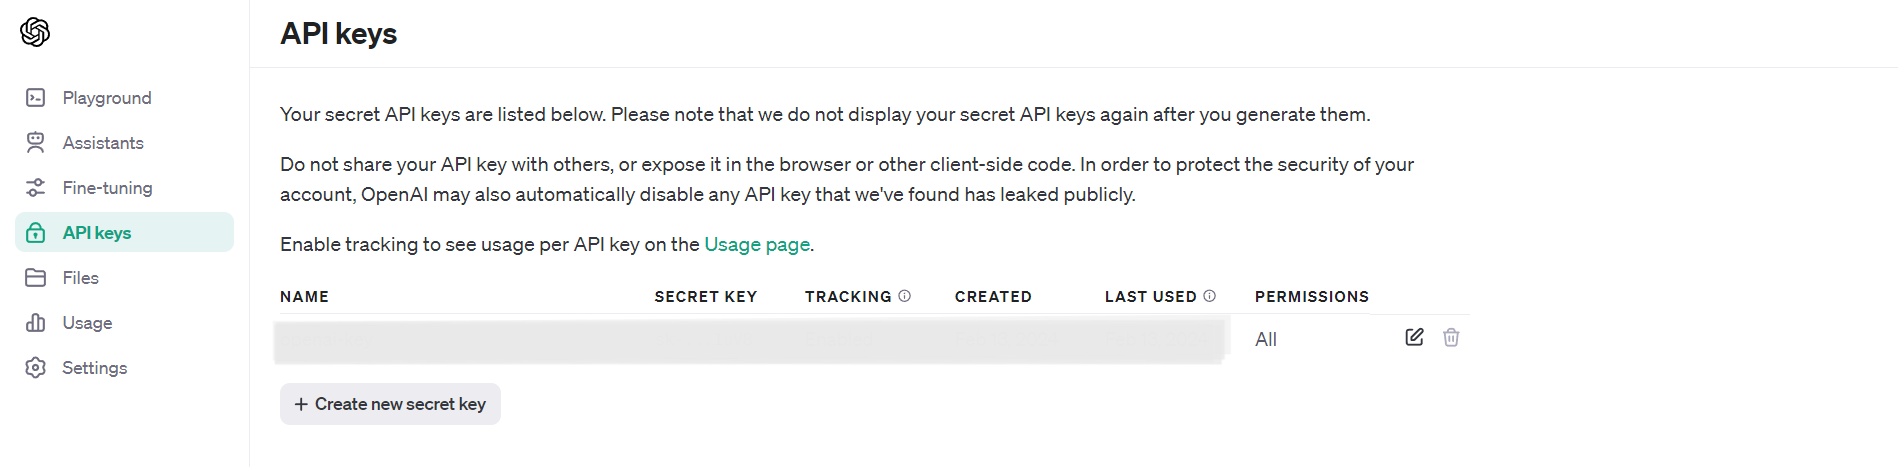 API keys
Playground
Assistants
Fine-tuning
API keys
Files
Usage
Settings
Your secret API keys are listed below. Please note that we do not display your secret API keys again after you generate them.
Do not share your API key with others, or expose it in the browser or other client-side code. In order to protect the security of your
account, OpenAI may also automatically disable any API key that we've found has leaked publicly.
Enable tracking to see usage per API key on the Usage page.
NAME SECRET KEY TRACKING CREATED LAST USED PERMISSIONS
All
+ Create new secret key